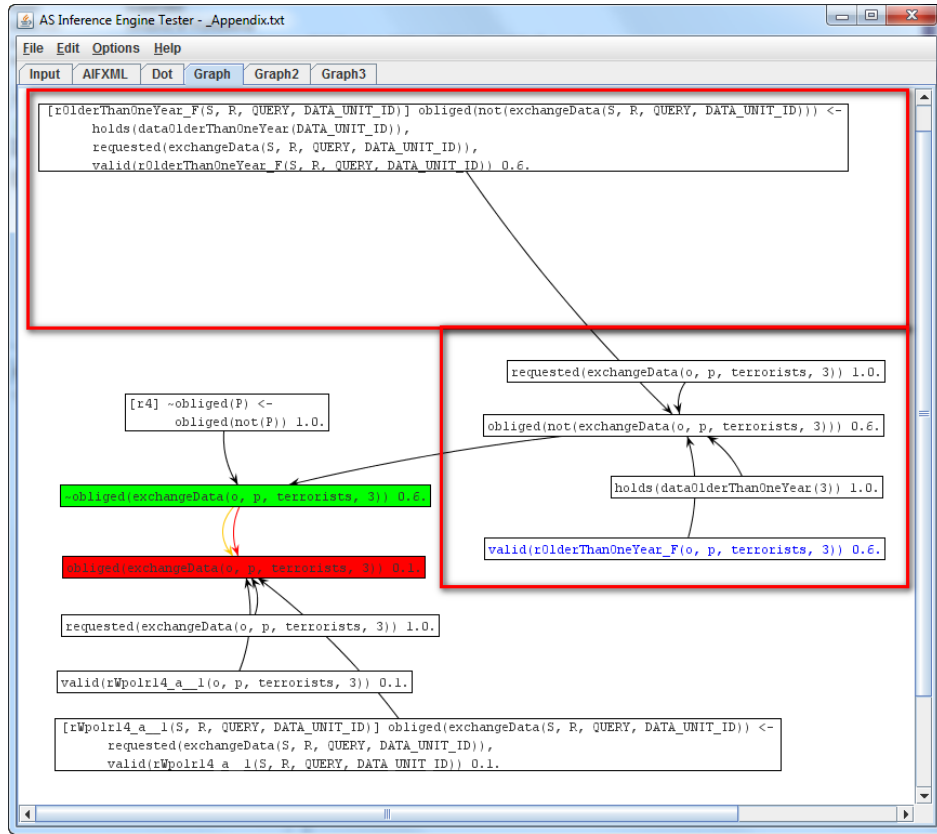 AS Inference Engine Tester - _Appendix.txt
File Edit Options Help
Input AIFXML Dot Graph Graph2 Graph3
[rOlderThanOneYear_F(S, R, QUERY, DATA_UNIT_ID)] obliged(not(exchangeData(S, R, QUERY, DATA_UNIT_ID))) <-
holds(dataOlderThanOneYear(DATA_UNIT_ID)),
requested(exchangeData(S, R, QUERY, DATA_UNIT_ID)),
valid(rOlderThanOneYear_F(S, R, QUERY, DATA_UNIT_ID)) 0.6.
requested(exchangeData(o, p, terrorists, 3)) 1.0.
[r4] ~obliged(P) <-
obliged(not(P)) 1.0.
obliged(not(exchangeData(o, p, terrorists, 3))) 0.6.
holds(dataOlderThanOneYear(3)) 1.0.
~obliged(exchangeData(o, p, terrorists, 3)) 0.6.
valid(rOlderThanOneYear_F(o, p, terrorists, 3)) 0.6.
obliged(exchangeData(o, p, terrorists, 3)) 0.1.
requested(exchangeData(o, p, terrorists, 3)) 1.0.
valid(rWpolr14_a__1(o, p, terrorists, 3)) 0.1.
[rWpolr14_a__1(S, R, QUERY, DATA_UNIT_ID)] obliged(exchangeData(S, R, QUERY, DATA_UNIT_ID)) <-
requested(exchangeData(S, R, QUERY, DATA_UNIT_ID)),
valid(rWpolr14_a__1(S, R, QUERY, DATA_UNIT_ID)) 0.1.